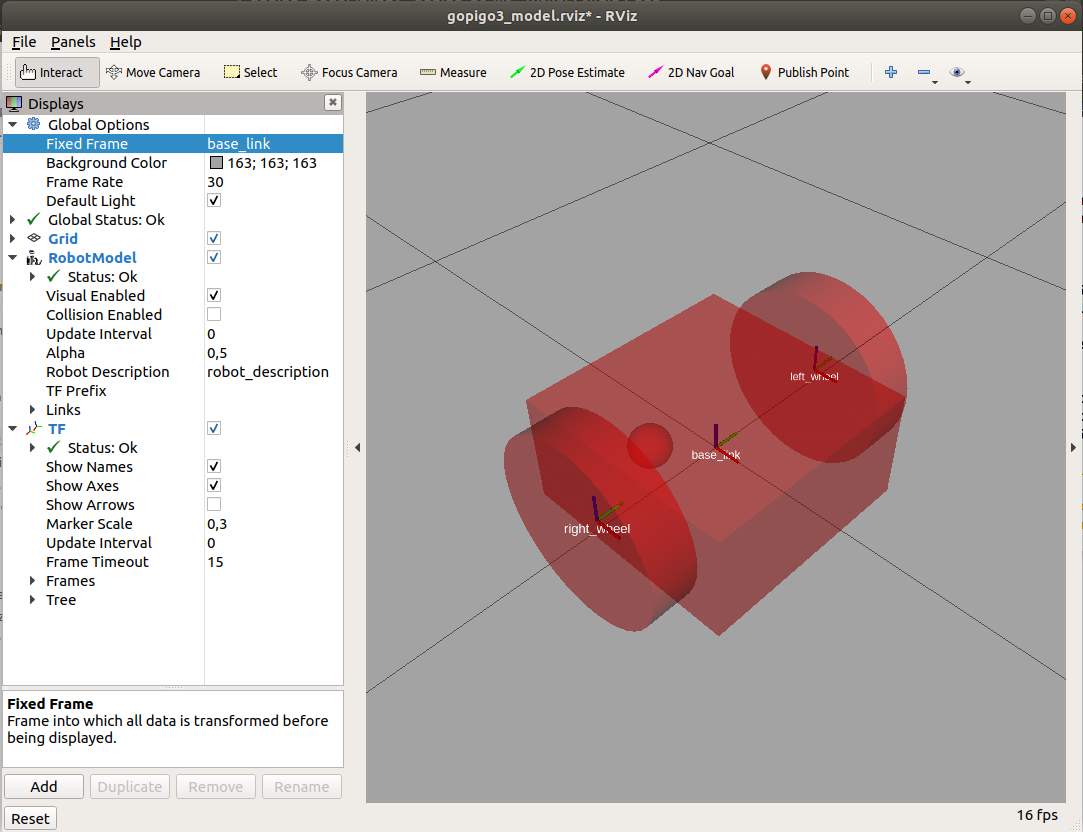 gopigo3_model.rviz* - RViz
File Panels Help
Interact Move Camera Select Focus Camera Measure 2D Pose Estimate 2D Nav Goal Publish Point
Displays
Global Options
Fixed Frame base_link
Background Color 163; 163; 163
Frame Rate 30
Default Light
Global Status: Ok
Grid
RobotModel
Status: Ok
Visual Enabled
Collision Enabled
Update Interval 0
Alpha 0,5
Robot Description robot_description
TF Prefix
Links
TF
Status: Ok
Show Names
Show Axes
Show Arrows
Marker Scale 0,3
Update Interval 0
Frame Timeout 15
Frames
Tree
left_wheel
base_link
right_wheel
Fixed Frame
Frame into which all data is transformed before
being displayed.
Add Duplicate Remove Rename
Reset
16 fps